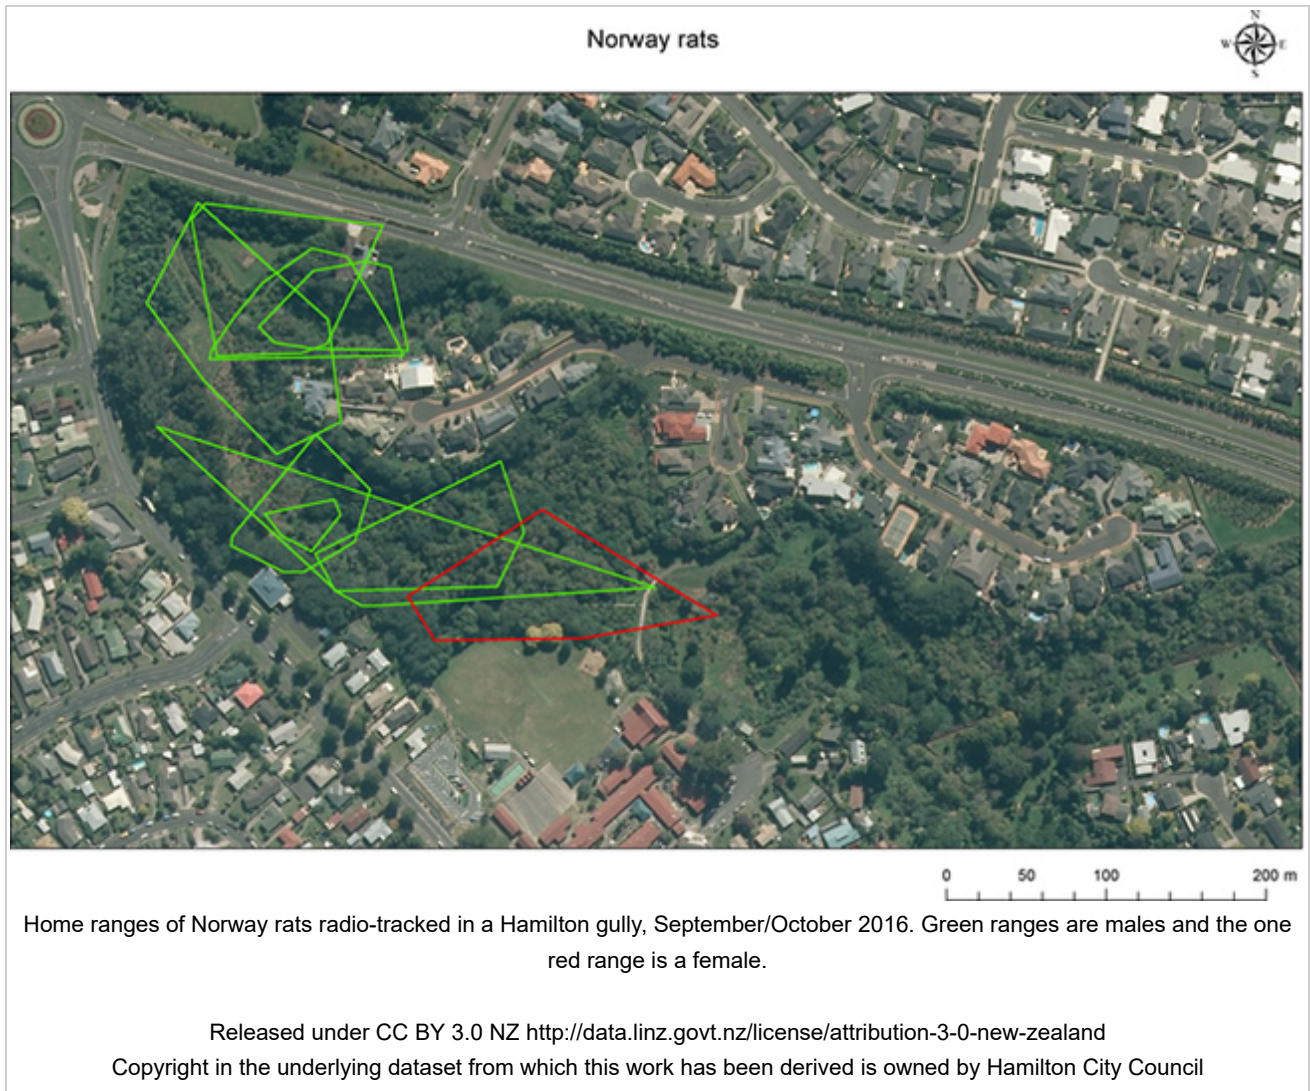 Norway rats
N
W E
S
0 50 100 200 m
Home ranges of Norway rats radio-tracked in a Hamilton gully, September/October 2016. Green ranges are males and the one
red range is a female.
Released under CC BY 3.0 NZ http://data.linz.govt.nz/license/attribution-3-0-new-zealand
Copyright in the underlying dataset from which this work has been derived is owned by Hamilton City Council